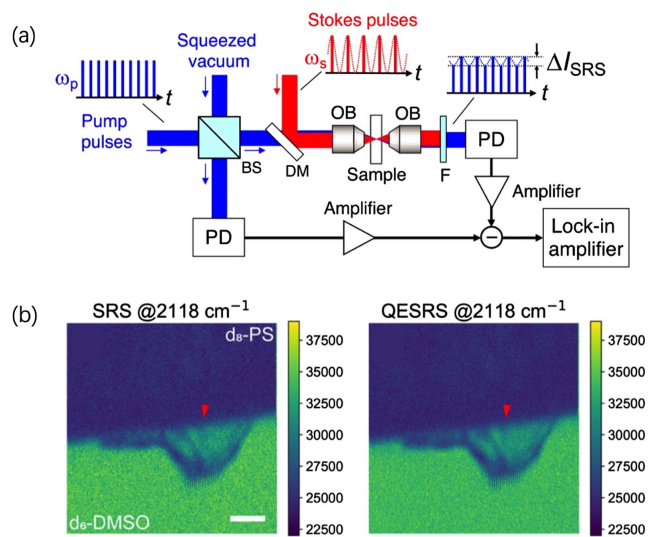 (a)
Squeezed
vacuum
Stokes pulses
ωₚ
t
ωₛ
t
ΔI_SRS
t
Pump
pulses
BS
DM
OB
OB
Sample
F
PD
Amplifier
Amplifier
PD
−
Lock-in
amplifier
(b)
SRS @2118 cm⁻¹
QESRS @2118 cm⁻¹
d₈-PS
d₆-DMSO
37500
35000
32500
30000
27500
25000
22500
37500
35000
32500
30000
27500
25000
22500